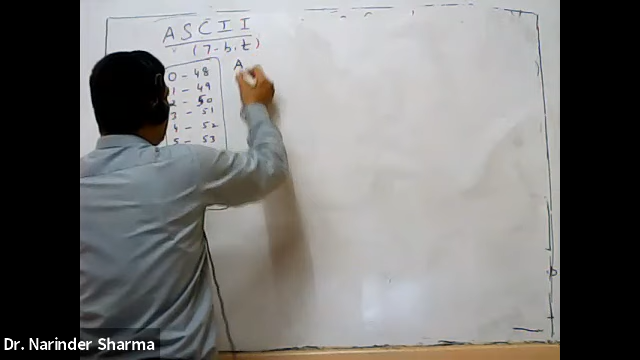 ASCII
(7-bit)
0 - 48
1 - 49
2 - 50
3 - 51
4 - 52
5 - 53
A
Dr. Narinder Sharma